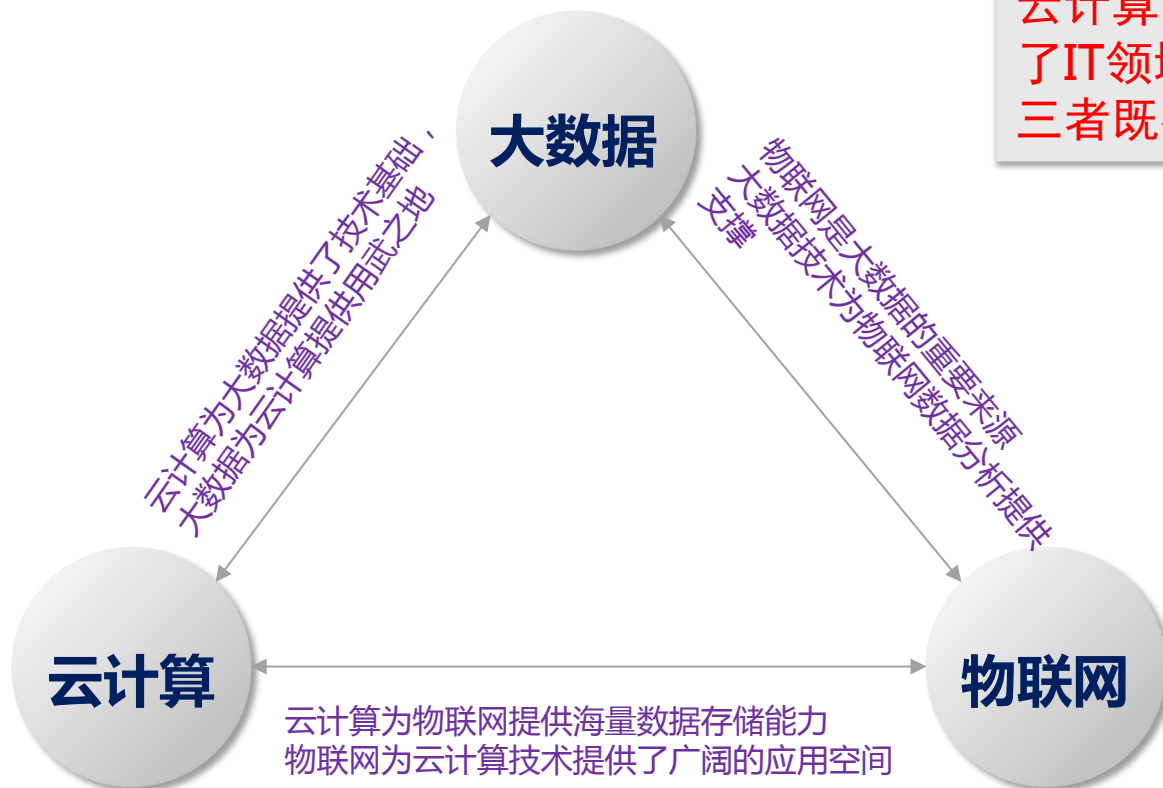 云计算
了IT领
三者既
大数据
云计算为大数据提供了技术基础，
大数据为云计算提供用武之地
物联网是大数据的重要来源
大数据技术为物联网数据分析提供
支撑
云计算
物联网
云计算为物联网提供海量数据存储能力
物联网为云计算技术提供了广阔的应用空间